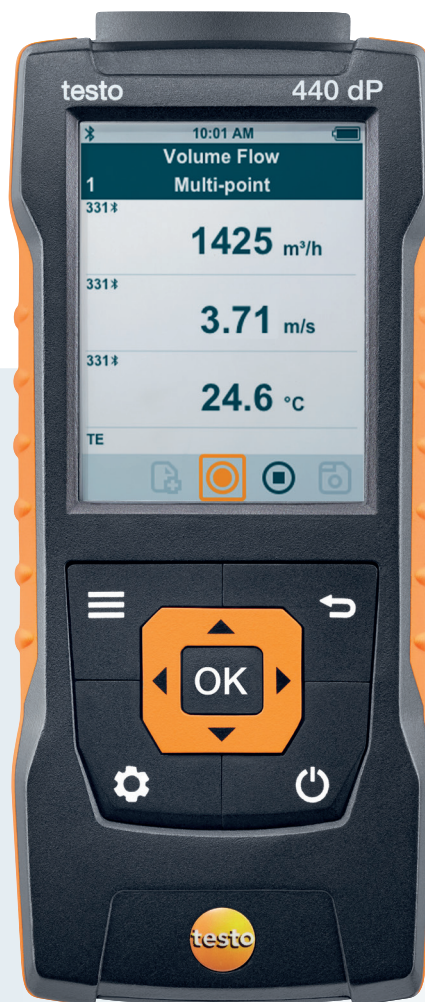 testo 440 dP
10:01 AM
Volume Flow
1 Multi-point
331
1425 m³/h
331
3.71 m/s
331
24.6 °C
TE
OK
testo